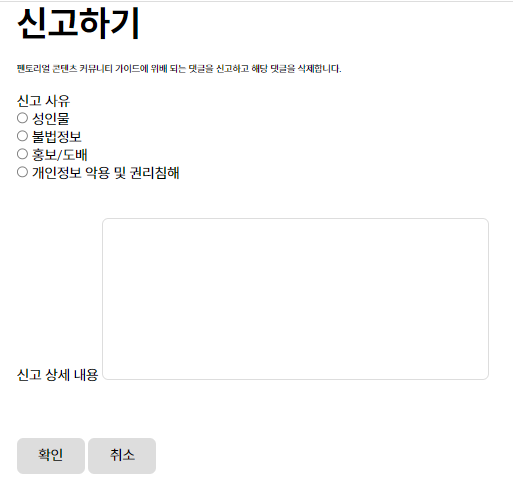 신고하기
펜토리얼 콘텐츠 커뮤니티 가이드에 위배 되는 댓글을 신고하고 해당 댓글을 삭제합니다.
신고 사유
성인물
불법정보
홍보/도배
개인정보 악용 및 권리침해
신고 상세 내용
확인 취소